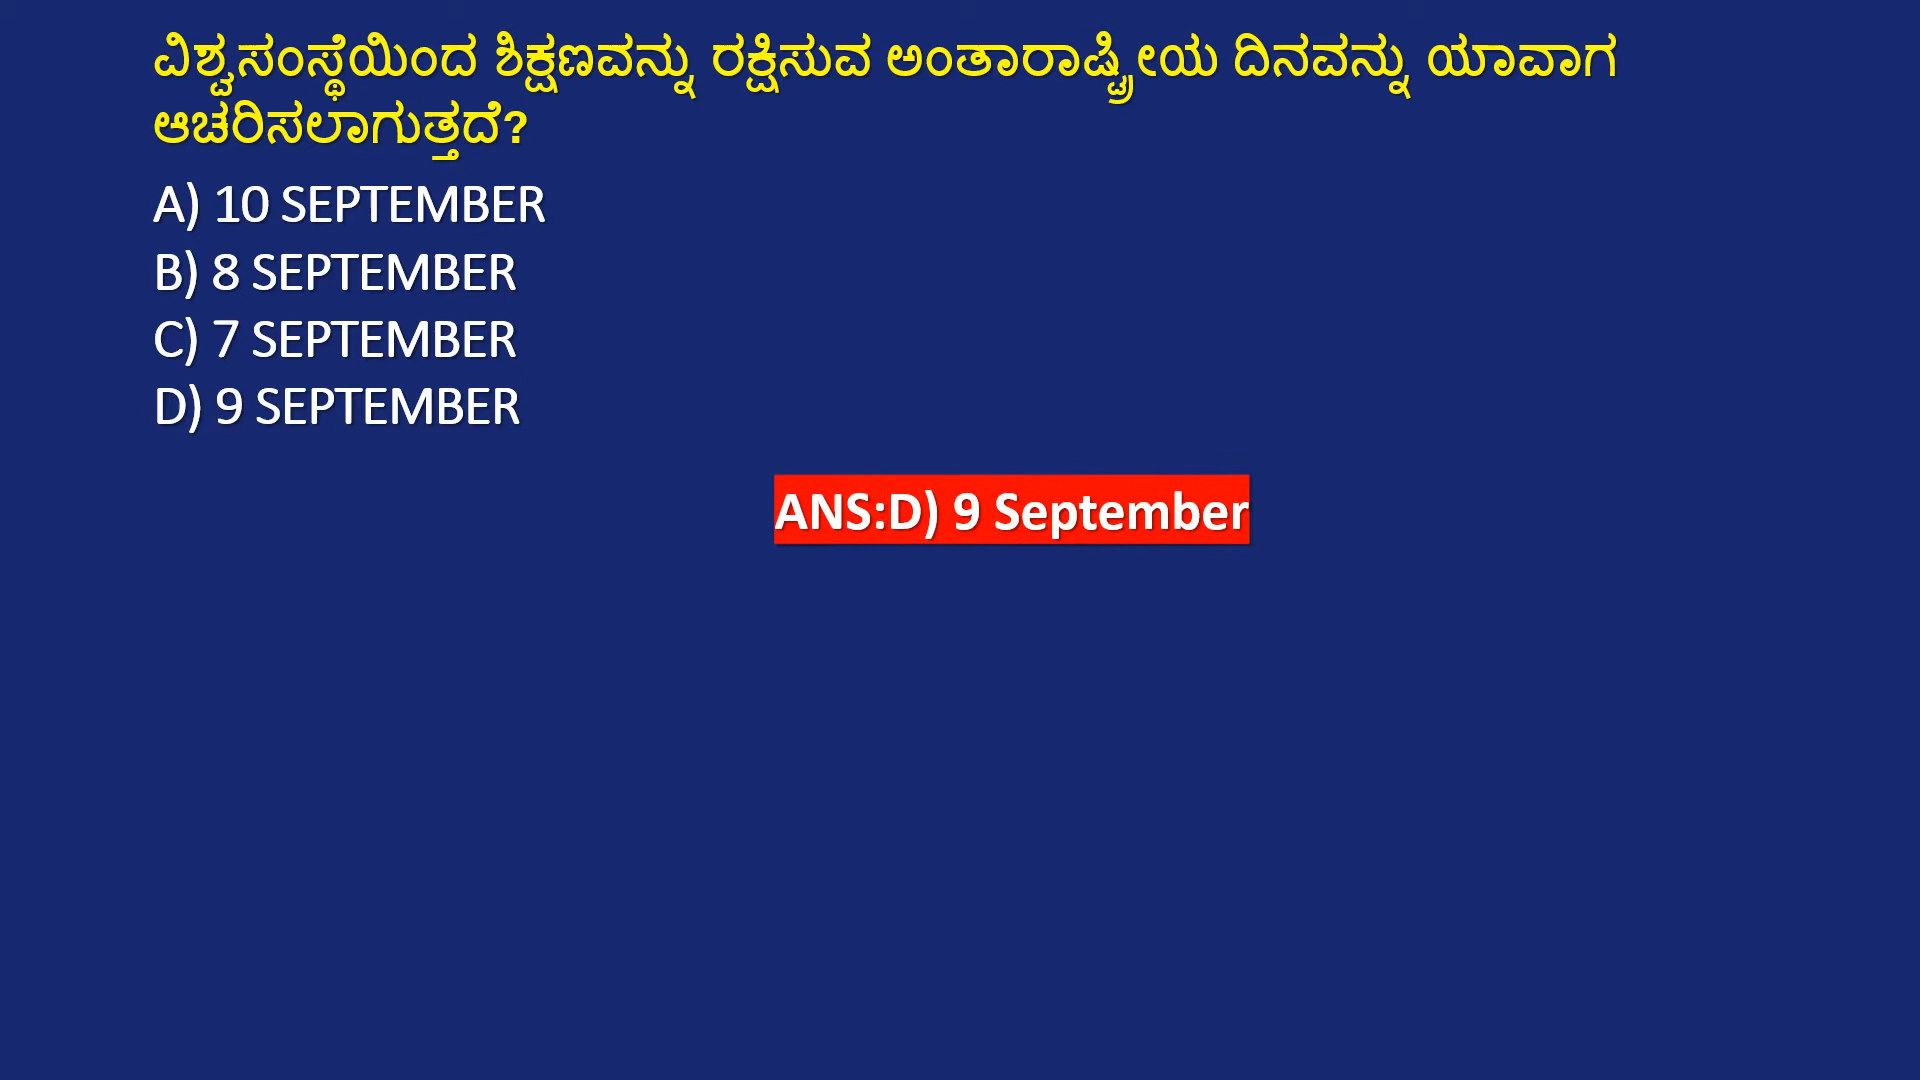 ವಿಶ್ವಸಂಸ್ಥೆಯಿಂದ ಶಿಕ್ಷಣವನ್ನು ರಕ್ಷಿಸುವ ಅಂತಾರಾಷ್ಟ್ರೀಯ ದಿನವನ್ನು ಯಾವಾಗ
ಆಚರಿಸಲಾಗುತ್ತದೆ?
A) 10 SEPTEMBER
B) 8 SEPTEMBER
C) 7 SEPTEMBER
D) 9 SEPTEMBER
ANS:D) 9 September